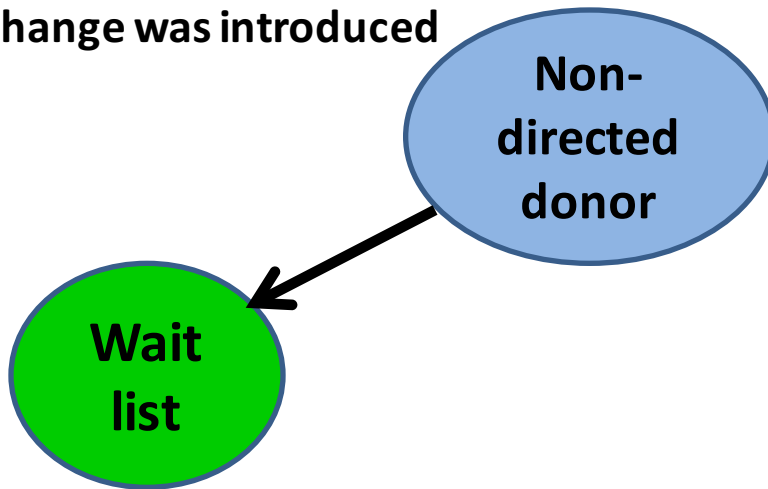 hange was introduced
Non-
directed
donor
Wait
list